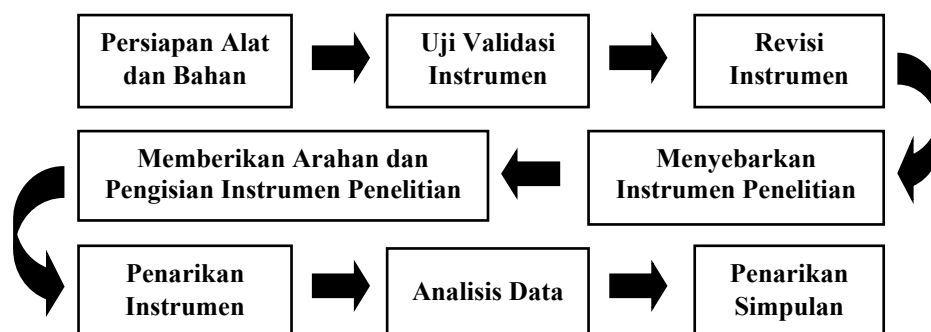 Persiapan Alat
dan Bahan
Uji Validasi
Instrumen
Revisi
Instrumen
Menyebarkan
Instrumen Penelitian
Memberikan Arahan dan
Pengisian Instrumen Penelitian
Penarikan
Instrumen
Analisis Data
Penarikan
Simpulan